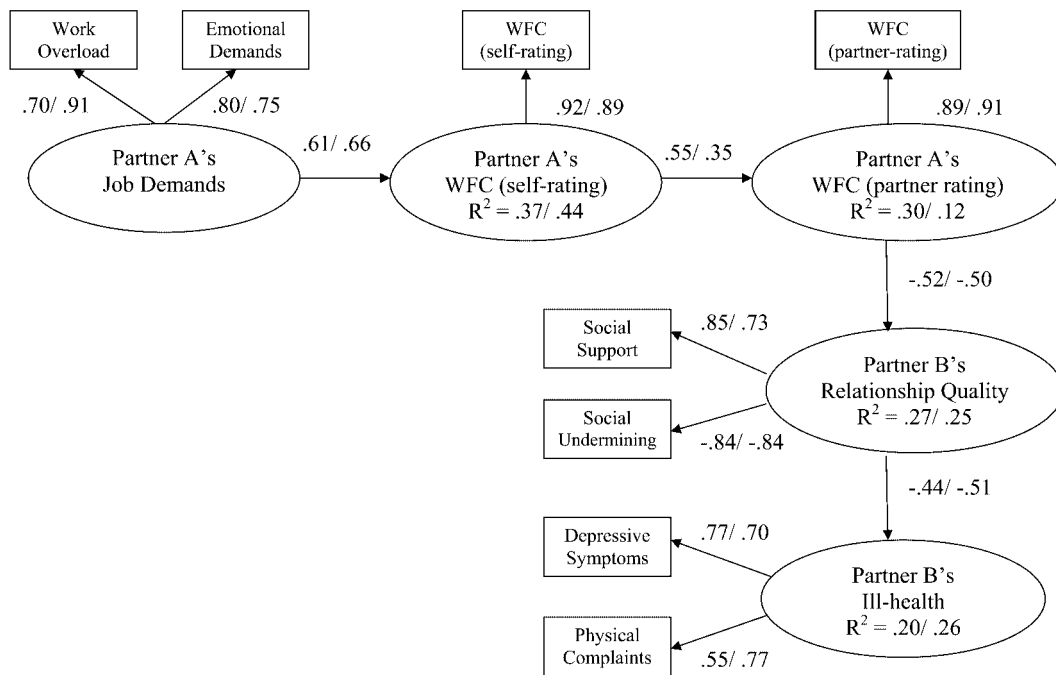 Work
Overload
Emotional
Demands
WFC
(self-rating)
WFC
(partner-rating)
.70/ .91
.80/ .75
.92/ .89
.89/ .91
Partner A's
Job Demands
.61/ .66
Partner A's
WFC (self-rating)
R² = .37/ .44
.55/ .35
Partner A's
WFC (partner rating)
R² = .30/ .12
-.52/ -.50
Social
Support
.85/ .73
Partner B's
Relationship Quality
R² = .27/ .25
Social
Undermining
-.84/ -.84
-.44/ -.51
Depressive
Symptoms
.77/ .70
Partner B's
Ill-health
R² = .20/ .26
Physical
Complaints
.55/ .77